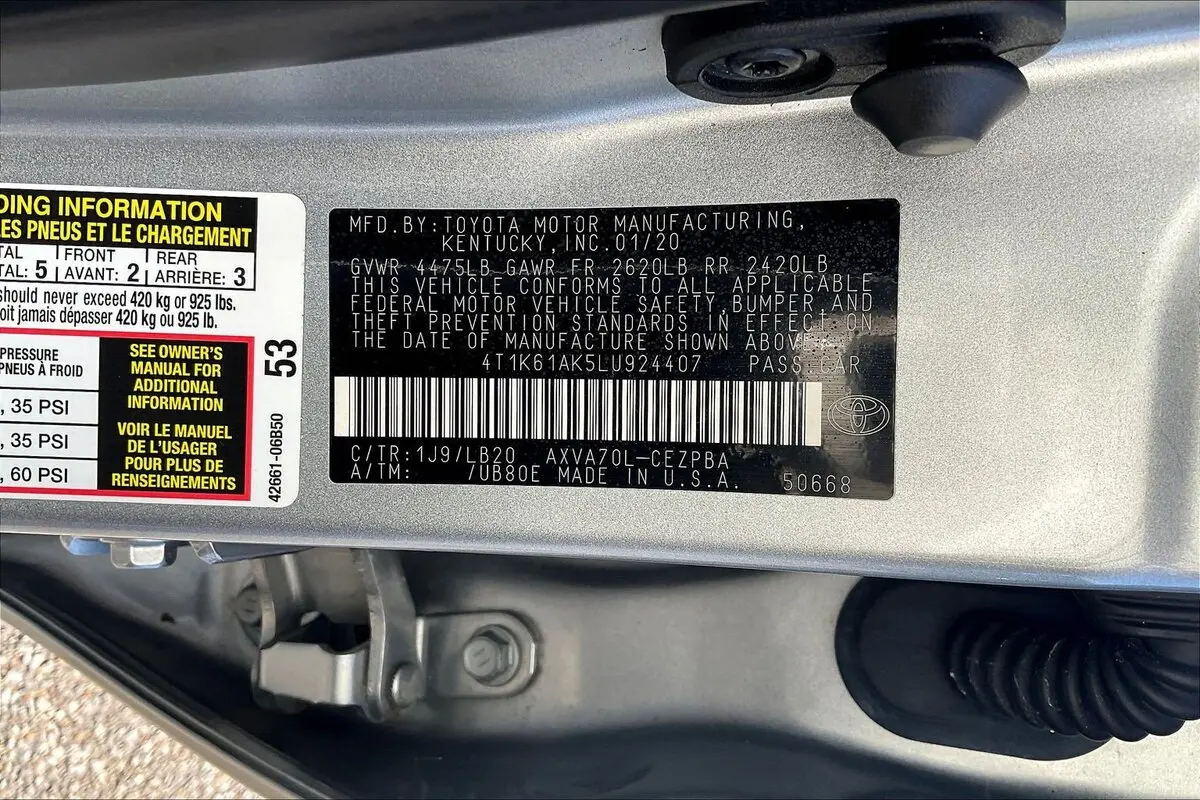 DING INFORMATION
ES PNEUS ET LE CHARGEMENT
TAL FRONT REAR
TAL: 5 AVANT: 2 ARRIÈRE: 3
should never exceed 420 kg or 925 lbs.
oit jamais dépasser 420 kg ou 925 lb.
PRESSURE
PNEUS À FROID
, 35 PSI
, 35 PSI
, 60 PSI
SEE OWNER'S
MANUAL FOR
ADDITIONAL
INFORMATION
VOIR LE MANUEL
DE L'USAGER
POUR PLUS DE
RENSEIGNEMENTS
53
42661-06B50
MFD. BY: TOYOTA MOTOR MANUFACTURING,
KENTUCKY, INC. 01/20
GVWR 4475LB GAWR FR 2620LB RR 2420LB
THIS VEHICLE CONFORMS TO ALL APPLICABLE
FEDERAL MOTOR VEHICLE SAFETY, BUMPER AND
THEFT PREVENTION STANDARDS IN EFFECT ON
THE DATE OF MANUFACTURE SHOWN ABOVE.
4T1K61AK5LU924407 PASS.CAR
C/TR: 1J9/LB20 AXVA70L-CEZPBA
A/TM: /UB80E MADE IN U.S.A. 50668